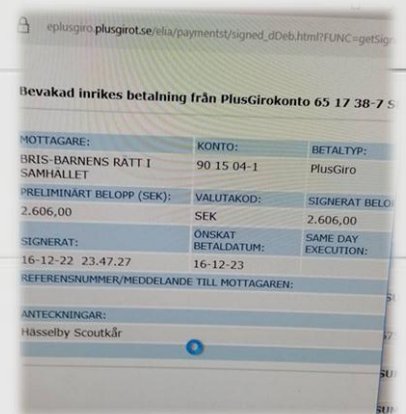 eplusgiro.plusgirot.se/elia/paymentst/signed_dDeb.html?FUNC=getSig
Bevakad inrikes betalning från PlusGirokonto 65 17 38-7
MOTTAGARE: KONTO: BETALTYP:
BRIS-BARNENS RÄTT I SAMHÄLLET 90 15 04-1 PlusGiro
PRELIMINÄRT BELOPP (SEK): VALUTAKOD: SIGNERAT BELO
2.606,00 SEK 2.606,00
SIGNERAT: ÖNSKAT BETALDATUM: SAME DAY EXECUTION:
16-12-22 23.47.27 16-12-23
REFERENSNUMMER/MEDDELANDE TILL MOTTAGAREN:
ANTECKNINGAR:
Hässelby Scoutkår